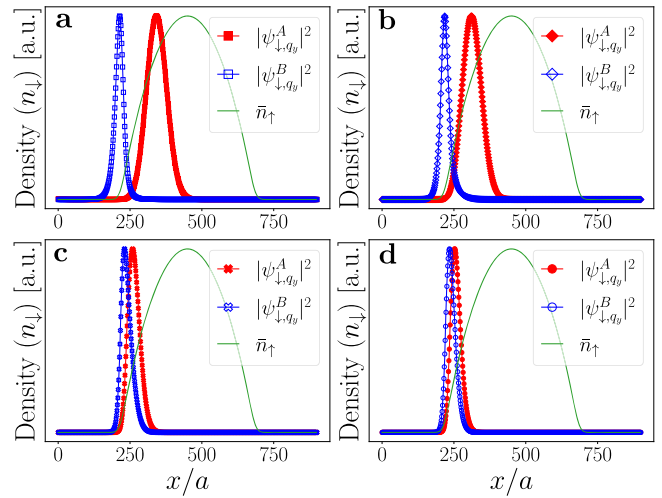 a
Density (n↓) [a.u.]
|ψ^A_{↓,q_y}|^2
|ψ^B_{↓,q_y}|^2
n̄↑
0 250 500 750
b
Density (n↓) [a.u.]
|ψ^A_{↓,q_y}|^2
|ψ^B_{↓,q_y}|^2
n̄↑
0 250 500 750
c
Density (n↓) [a.u.]
|ψ^A_{↓,q_y}|^2
|ψ^B_{↓,q_y}|^2
n̄↑
0 250 500 750
x/a
d
Density (n↓) [a.u.]
|ψ^A_{↓,q_y}|^2
|ψ^B_{↓,q_y}|^2
n̄↑
0 250 500 750
x/a